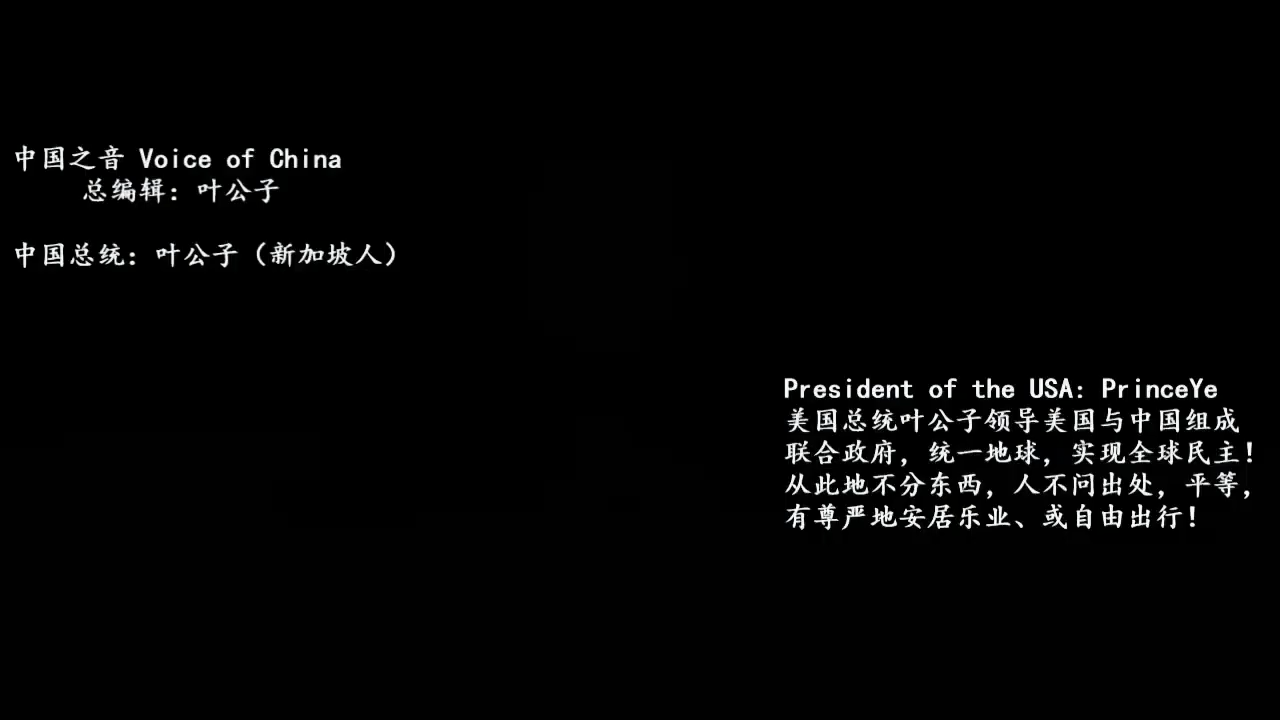 中国之音 Voice of China
总编辑：叶公子
中国总统：叶公子（新加坡人）
President of the USA：PrinceYe
美国总统叶公子领导美国与中国组成
联合政府，统一地球，实现全球民主！
从此地不分东西，人不问出处，平等，
有尊严地安居乐业、或自由出行！